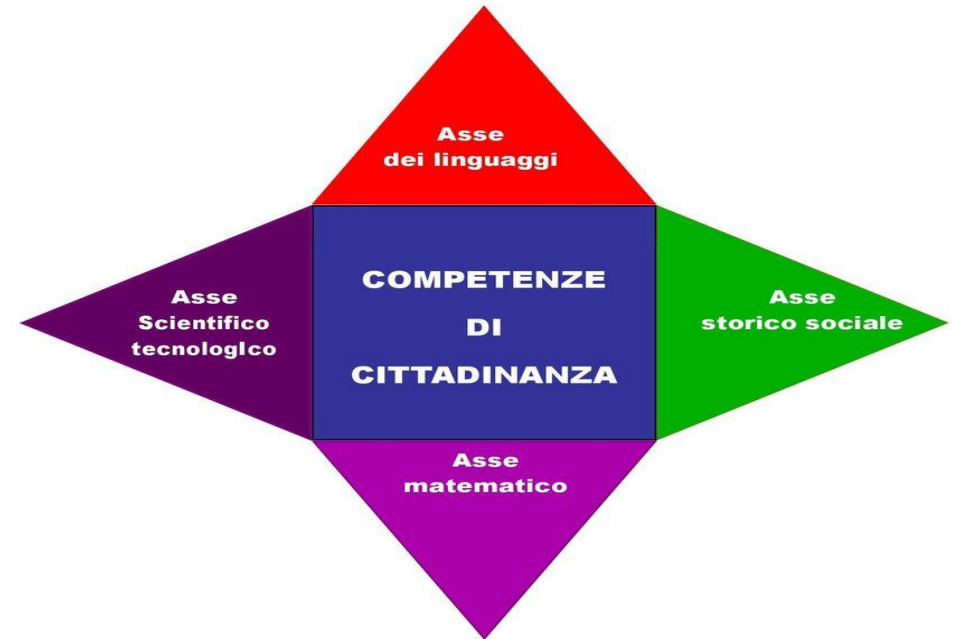 Asse
dei linguaggi
Asse
Scientifico
tecnologIco
COMPETENZE
DI
CITTADINANZA
Asse
storico sociale
Asse
matematico